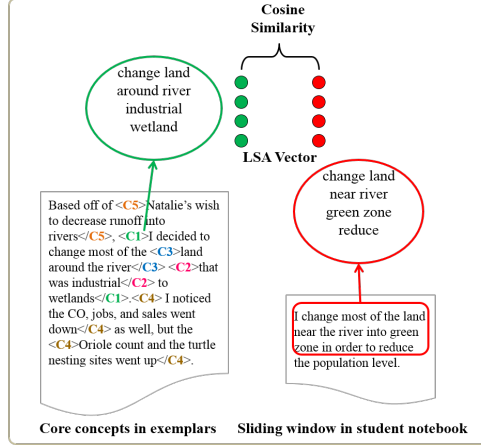 Cosine
Similarity
change land
around river
industrial
wetland
LSA Vector
change land
near river
green zone
reduce
Based off of <C5>Natalie's wish
to decrease runoff into
rivers</C5>, <C1>I decided to
change most of the <C3>land
around the river</C3> <C2>that
was industrial</C2> to
wetlands</C1>.<C4> I noticed
the CO, jobs, and sales went
down</C4> as well, but the
<C4>Oriole count and the turtle
nesting sites went up</C4>.
I change most of the land
near the river into green
zone in order to reduce
the population level.
Core concepts in exemplars
Sliding window in student notebook